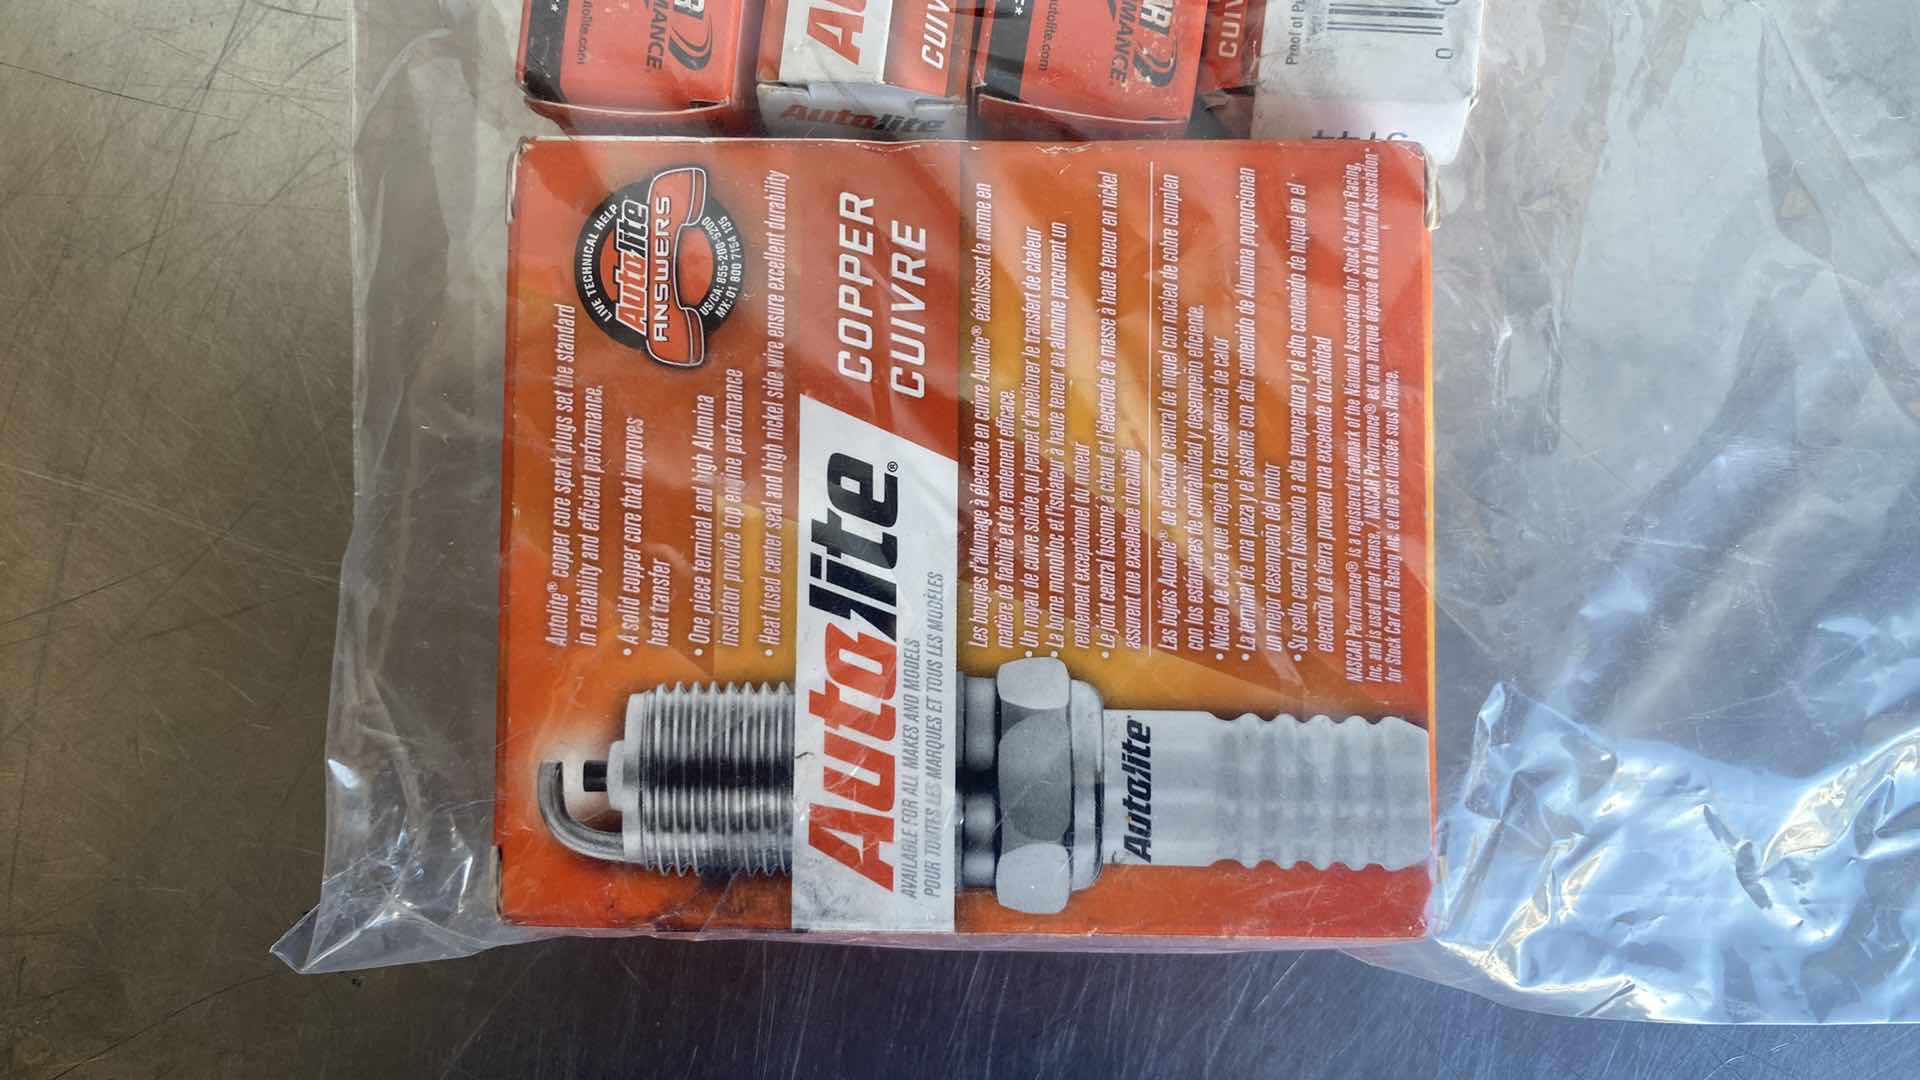 LIVE TECHNICAL HELP
Autolite
ANSWERS
US/CA: 855-200-5200
MX: 01 800 7154 135
Autolite® copper core spark plugs set the standard
in reliability and efficient performance.
• A solid copper core that improves
heat transfer
• One piece terminal and high Alumina
insulator provide top engine performance
• Heat fused center seal and high nickel side wire ensure excellent durability
Autolite®
COPPER
CUIVRE
AVAILABLE FOR ALL MAKES AND MODELS
POUR TOUTES LES MARQUES ET TOUS LES MODÈLES
Les bougies d'allumage à électrode en cuivre Autolite® établissent la norme en
matière de fiabilité et de rendement efficace.
• Un noyau de cuivre solide qui permet d'améliorer le transfert de chaleur
• La borne monobloc et l'isolateur à haute teneur en alumine procurent un
rendement exceptionnel du moteur
• Le joint central fusionné à chaud et l'électrode de masse à haute teneur en nickel
assurent une excellente durabilité
Las bujías Autolite® de electrodo central de níquel con núcleo de cobre cumplen
con los estándares de confiabilidad y desempeño eficiente.
• Núcleo de cobre que mejora la transferencia de calor
• La terminal de una pieza y el aislante con alto contenido de Alumina proporcionan
un mejor desempeño del motor
• Su sello central fusionado a alta temperatura y el alto contenido de níquel en el
electrodo de tierra proveen una excelente durabilidad
NASCAR Performance® is a registered trademark of the National Association for Stock Car Auto Racing,
Inc. and is used under license. / NASCAR Performance® est une marque déposée de la National Association
for Stock Car Auto Racing Inc. et elle est utilisée sous licence.
Autolite
Autolite
autolite.com
MANCE
Proof of
0